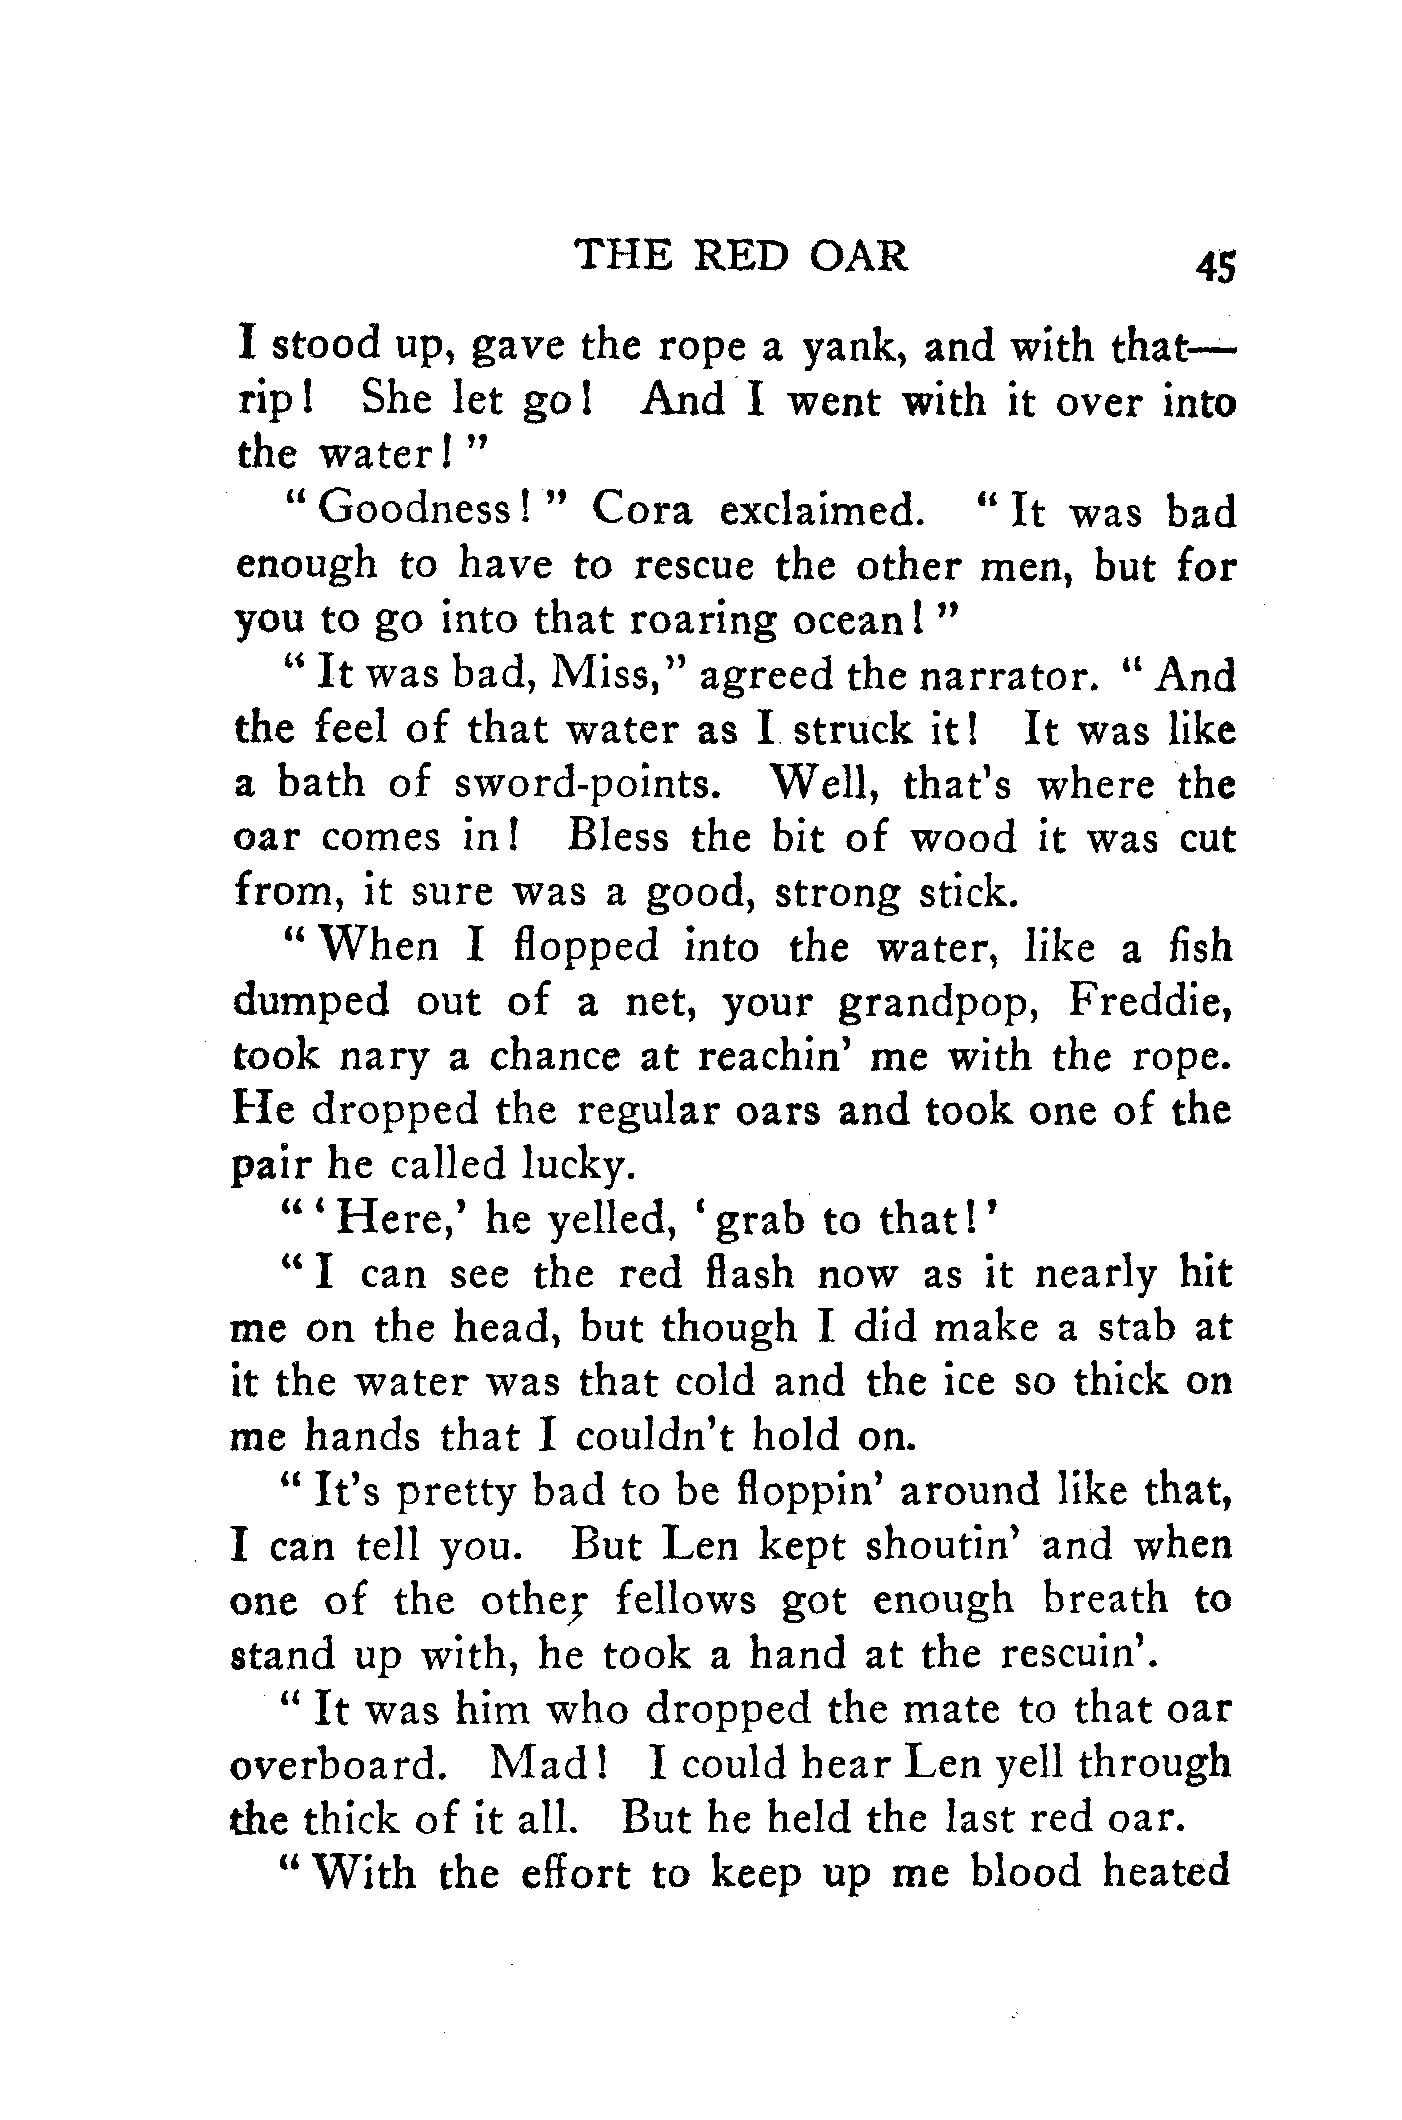 THE RED OAR 45
I stood up, gave the rope a yank, and with that—
rip! She let go! And I went with it over into
the water!"
"Goodness!" Cora exclaimed. "It was bad
enough to have to rescue the other men, but for
you to go into that roaring ocean!"
"It was bad, Miss," agreed the narrator. "And
the feel of that water as I struck it! It was like
a bath of sword-points. Well, that's where the
oar comes in! Bless the bit of wood it was cut
from, it sure was a good, strong stick.
"When I flopped into the water, like a fish
dumped out of a net, your grandpop, Freddie,
took nary a chance at reachin' me with the rope.
He dropped the regular oars and took one of the
pair he called lucky.
"'Here,' he yelled, 'grab to that!'
"I can see the red flash now as it nearly hit
me on the head, but though I did make a stab at
it the water was that cold and the ice so thick on
me hands that I couldn't hold on.
"It's pretty bad to be floppin' around like that,
I can tell you. But Len kept shoutin' and when
one of the other fellows got enough breath to
stand up with, he took a hand at the rescuin'.
"It was him who dropped the mate to that oar
overboard. Mad! I could hear Len yell through
the thick of it all. But he held the last red oar.
"With the effort to keep up me blood heated